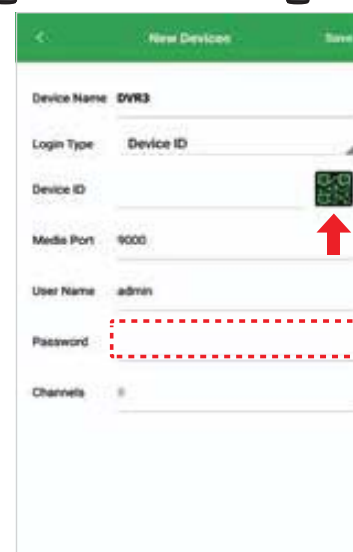 < New Devices Save
Device Name DVR3
Login Type Device ID
Device ID
Media Port 9000
User Name admin
Password
Channels